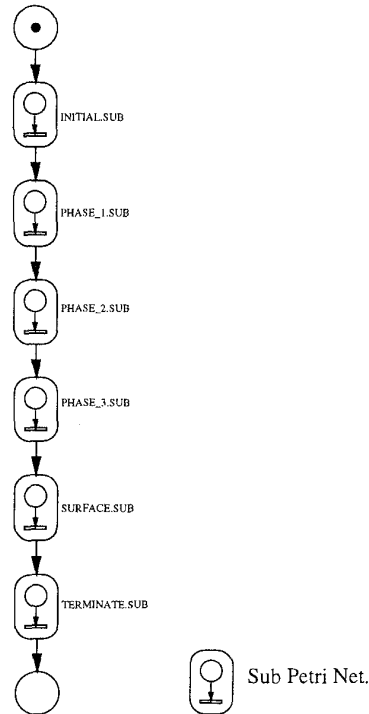 INITIAL.SUB
PHASE_1.SUB
PHASE_2.SUB
PHASE_3.SUB
SURFACE.SUB
TERMINATE.SUB
Sub Petri Net.